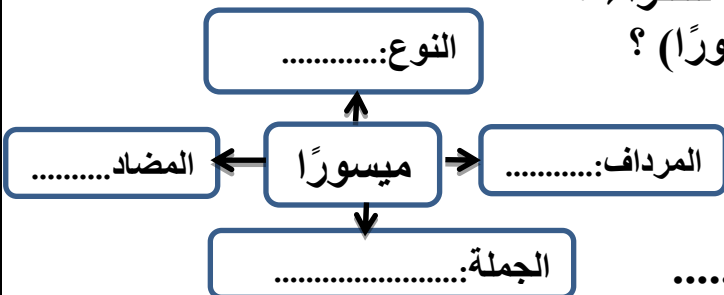 ورًا) ؟
النوع:.............
المرداف:............
ميسورًا
المضاد...........
الجملة:........................
.....